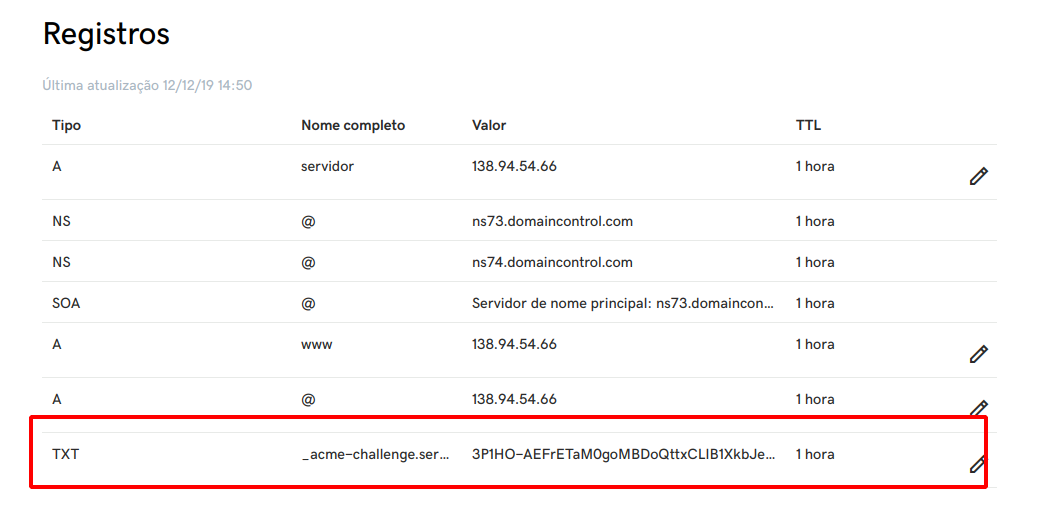 Registros
Última atualização 12/12/19 14:50
Tipo Nome completo Valor TTL
A servidor 138.94.54.66 1 hora
NS @ ns73.domaincontrol.com 1 hora
NS @ ns74.domaincontrol.com 1 hora
SOA @ Servidor de nome principal: ns73.domaincon... 1 hora
A www 138.94.54.66 1 hora
A @ 138.94.54.66 1 hora
TXT _acme-challenge.ser... 3P1HO-AEFrETaM0goMBDoQttxCLIB1XkbJe... 1 hora